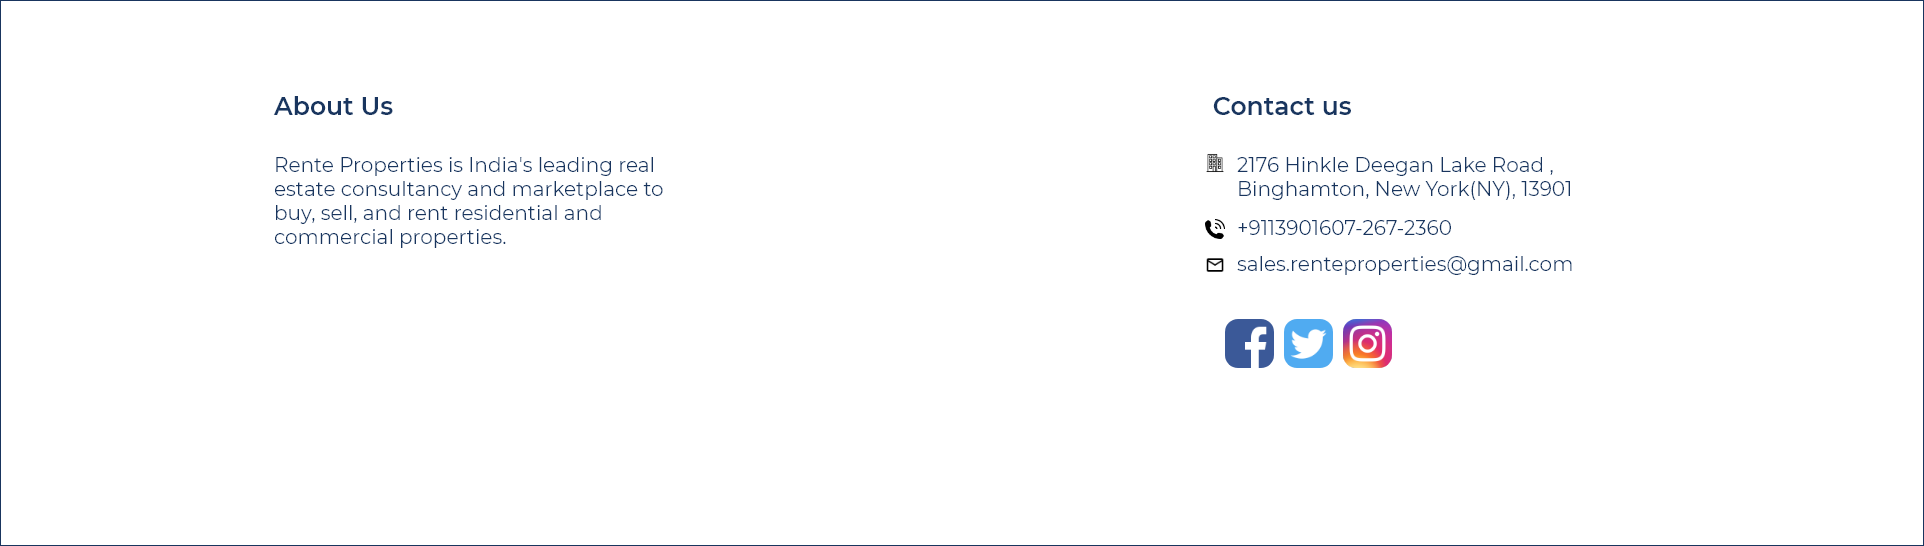 About Us
Rente Properties is India's leading real
estate consultancy and marketplace to
buy, sell, and rent residential and
commercial properties.
Contact us
2176 Hinkle Deegan Lake Road ,
Binghamton, New York(NY), 13901
+9113901607-267-2360
sales.renteproperties@gmail.com